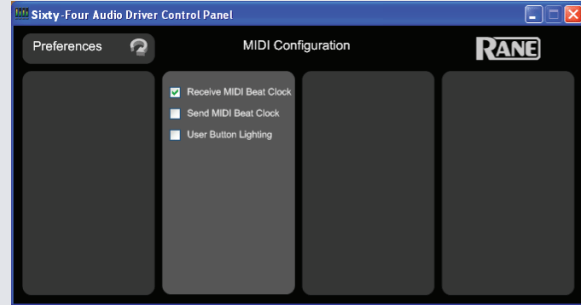 Sixty-Four Audio Driver Control Panel
Preferences
MIDI Configuration
RANE
Receive MIDI Beat Clock
Send MIDI Beat Clock
User Button Lighting